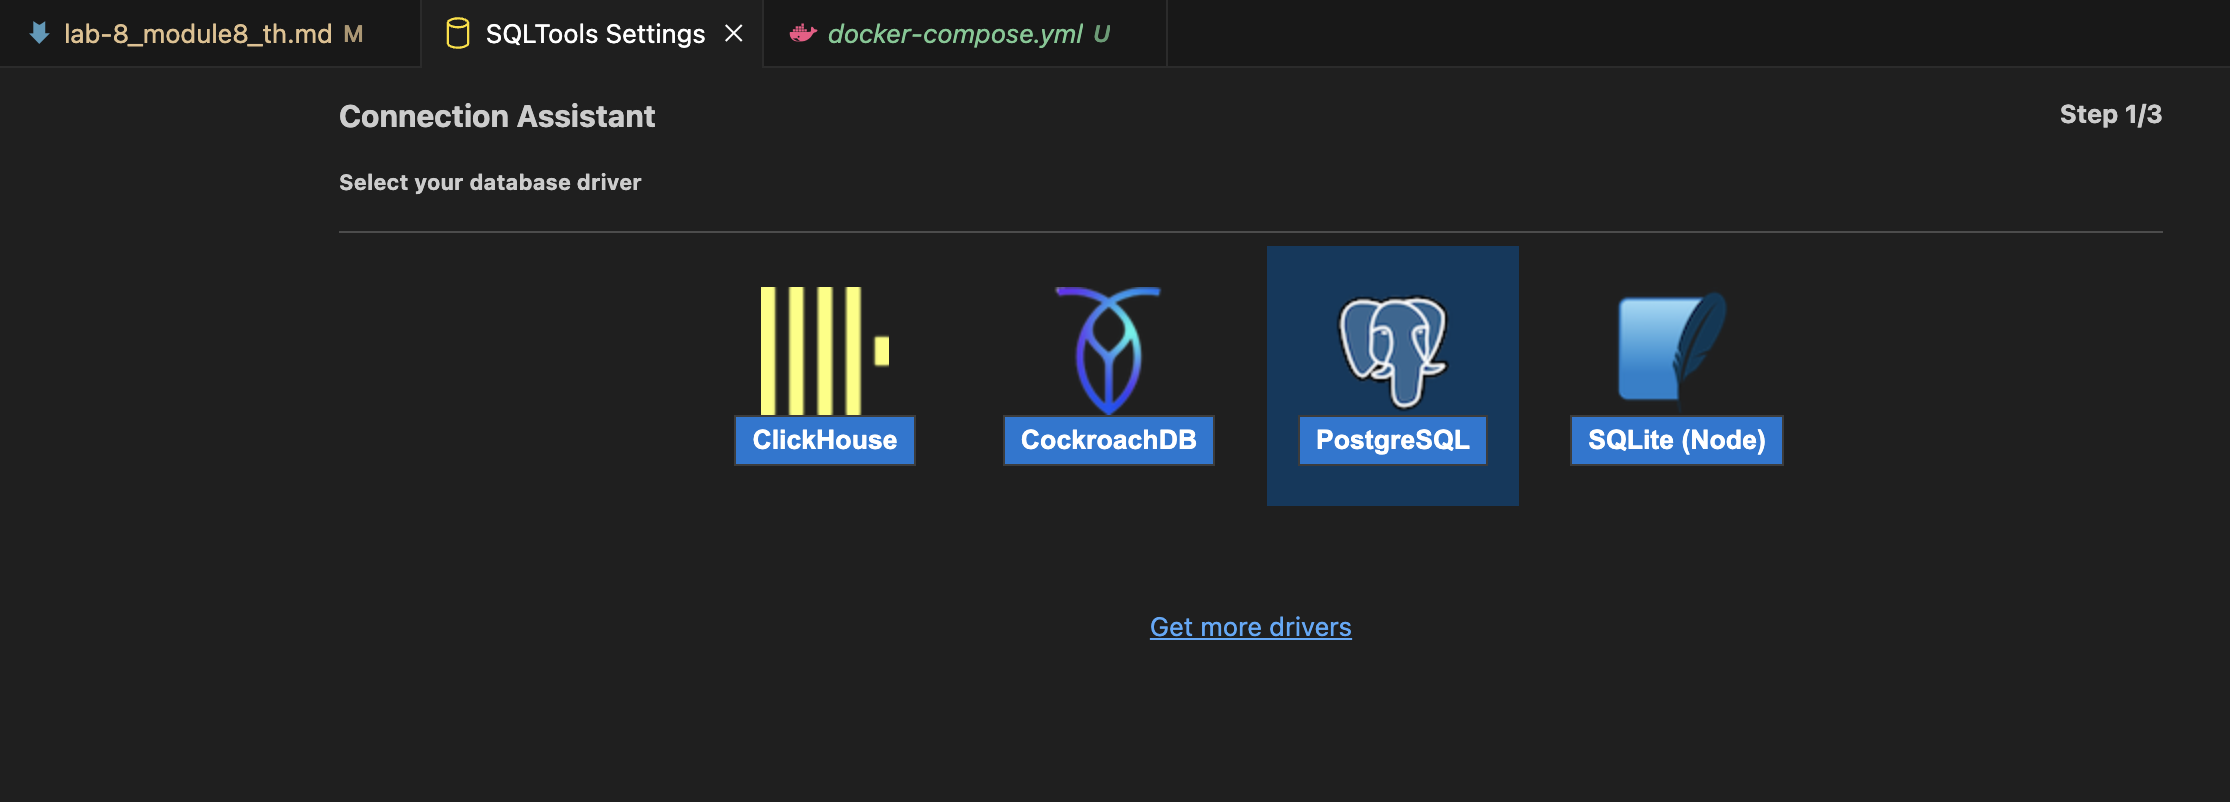 lab-8_module8_th.md M
SQLTools Settings
docker-compose.yml U
Connection Assistant
Step 1/3
Select your database driver
ClickHouse
CockroachDB
PostgreSQL
SQLite (Node)
Get more drivers